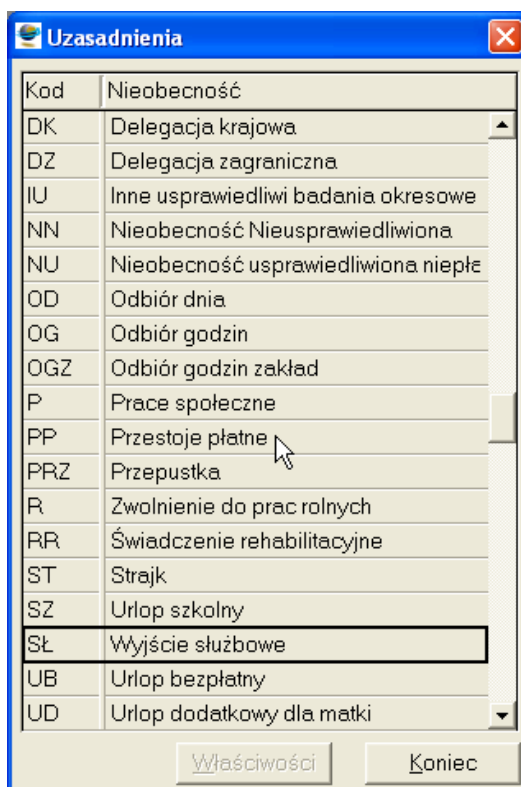 Uzasadnienia
Kod Nieobecność
DK Delegacja krajowa
DZ Delegacja zagraniczna
IU Inne usprawiedliwi badania okresowe
NN Nieobecność Nieusprawiedliwiona
NU Nieobecność usprawiedliwiona niepła
OD Odbiór dnia
OG Odbiór godzin
OGZ Odbiór godzin zakład
P Prace społeczne
PP Przestoje płatne
PRZ Przepustka
R Zwolnienie do prac rolnych
RR Świadczenie rehabilitacyjne
ST Strajk
SZ Urlop szkolny
SŁ Wyjście służbowe
UB Urlop bezpłatny
UD Urlop dodatkowy dla matki
Właściwości Koniec